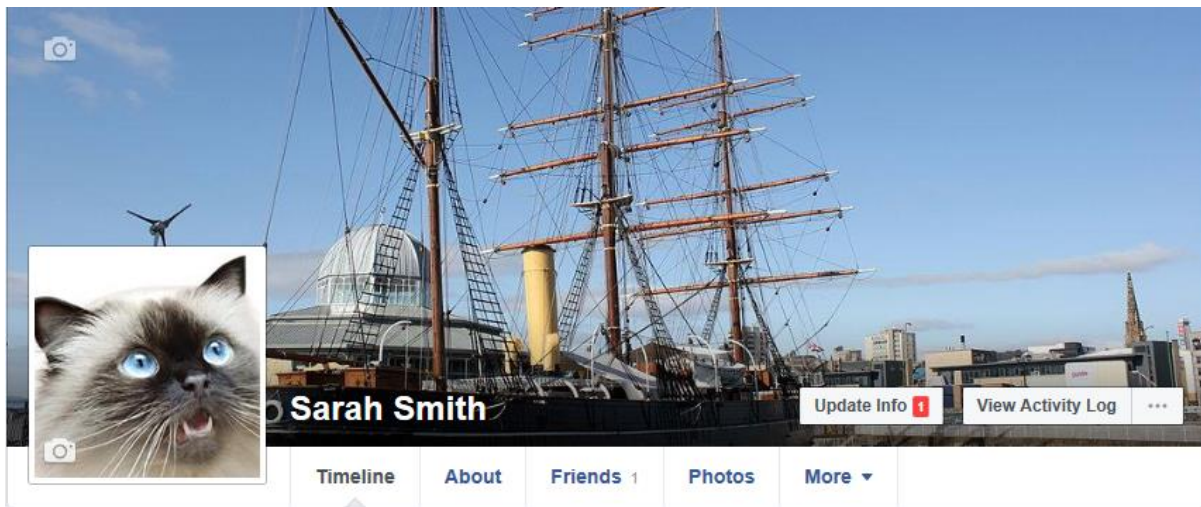 Sarah Smith
Update Info 1
View Activity Log
Timeline
About
Friends 1
Photos
More